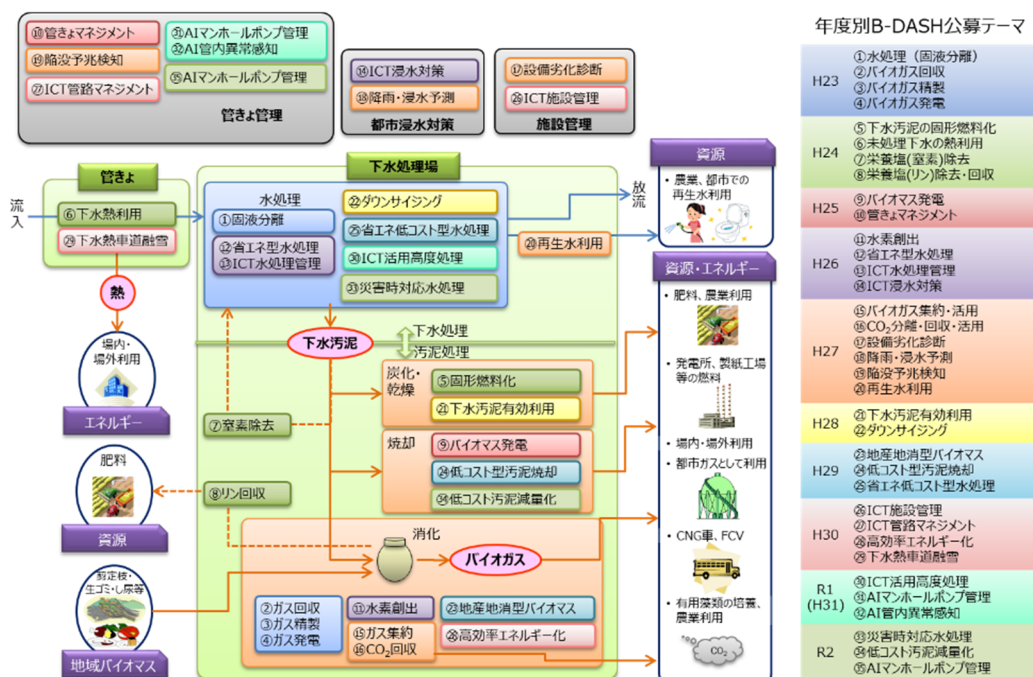 ⑩管きょマネジメント
⑲陥没予兆検知
㉗ICT管路マネジメント
㉛AIマンホールポンプ管理
㉜AI管内異常感知
㉟AIマンホールポンプ管理
管きょ管理
⑭ICT浸水対策
⑱降雨・浸水予測
都市浸水対策
⑰設備劣化診断
㉖ICT施設管理
施設管理
管きょ
流入
⑥下水熱利用
㉙下水熱車道融雪
熱
場内・
場外利用
エネルギー
肥料
資源
剪定枝・
生ゴミ・し尿等
地域バイオマス
下水処理場
水処理
①固液分離
⑫省エネ型水処理
⑬ICT水処理管理
㉒ダウンサイジング
㉕省エネ低コスト型水処理
㉚ICT活用高度処理
㉝災害時対応水処理
放流
⑳再生水利用
下水汚泥
下水処理
汚泥処理
⑦窒素除去
⑧リン回収
炭化・
乾燥
⑤固形燃料化
㉑下水汚泥有効利用
焼却
⑨バイオマス発電
㉔低コスト型汚泥焼却
㉞低コスト汚泥減量化
消化
バイオガス
②ガス回収
③ガス精製
④ガス発電
⑪水素創出
⑮ガス集約
⑯CO₂回収
㉓地産地消型バイオマス
㉘高効率エネルギー化
資源
• 農業、都市での
再生水利用
資源・エネルギー
• 肥料、農業利用
• 発電所、製紙工場
等の燃料
• 場内・場外利用
• 都市ガスとして利用
CNG車、FCV
• 有用藻類の培養、
農業利用
CO₂
年度別B-DASH公募テーマ
H23
①水処理（固液分離）
②バイオガス回収
③バイオガス精製
④バイオガス発電
H24
⑤下水汚泥の固形燃料化
⑥未処理下水の熱利用
⑦栄養塩(窒素)除去
⑧栄養塩(リン)除去・回収
H25
⑨バイオマス発電
⑩管きょマネジメント
H26
⑪水素創出
⑫省エネ型水処理
⑬ICT水処理管理
⑭ICT浸水対策
H27
⑮バイオガス集約・活用
⑯CO₂分離・回収・活用
⑰設備劣化診断
⑱降雨・浸水予測
⑲陥没予兆検知
⑳再生水利用
H28
㉑下水汚泥有効利用
㉒ダウンサイジング
H29
㉓地産地消型バイオマス
㉔低コスト型汚泥焼却
㉕省エネ低コスト型水処理
H30
㉖ICT施設管理
㉗ICT管路マネジメント
㉘高効率エネルギー化
㉙下水熱車道融雪
R1
(H31)
㉚ICT活用高度処理
㉛AIマンホールポンプ管理
㉜AI管内異常感知
R2
㉝災害時対応水処理
㉞低コスト汚泥減量化
㉟AIマンホールポンプ管理